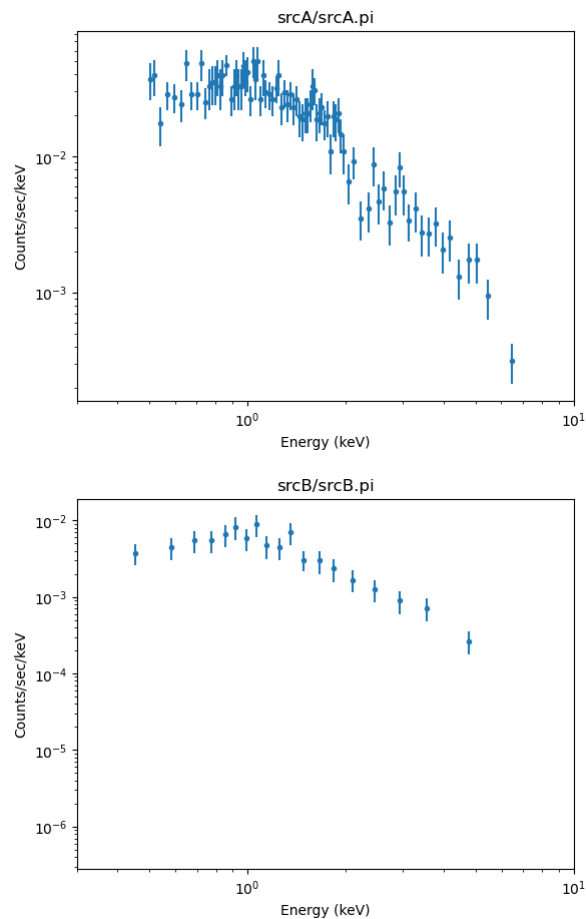 srcA/srcA.pi
Counts/sec/keV
10⁻²
10⁻³
10⁰
10¹
Energy (keV)
srcB/srcB.pi
Counts/sec/keV
10⁻²
10⁻³
10⁻⁴
10⁻⁵
10⁻⁶
10⁰
10¹
Energy (keV)